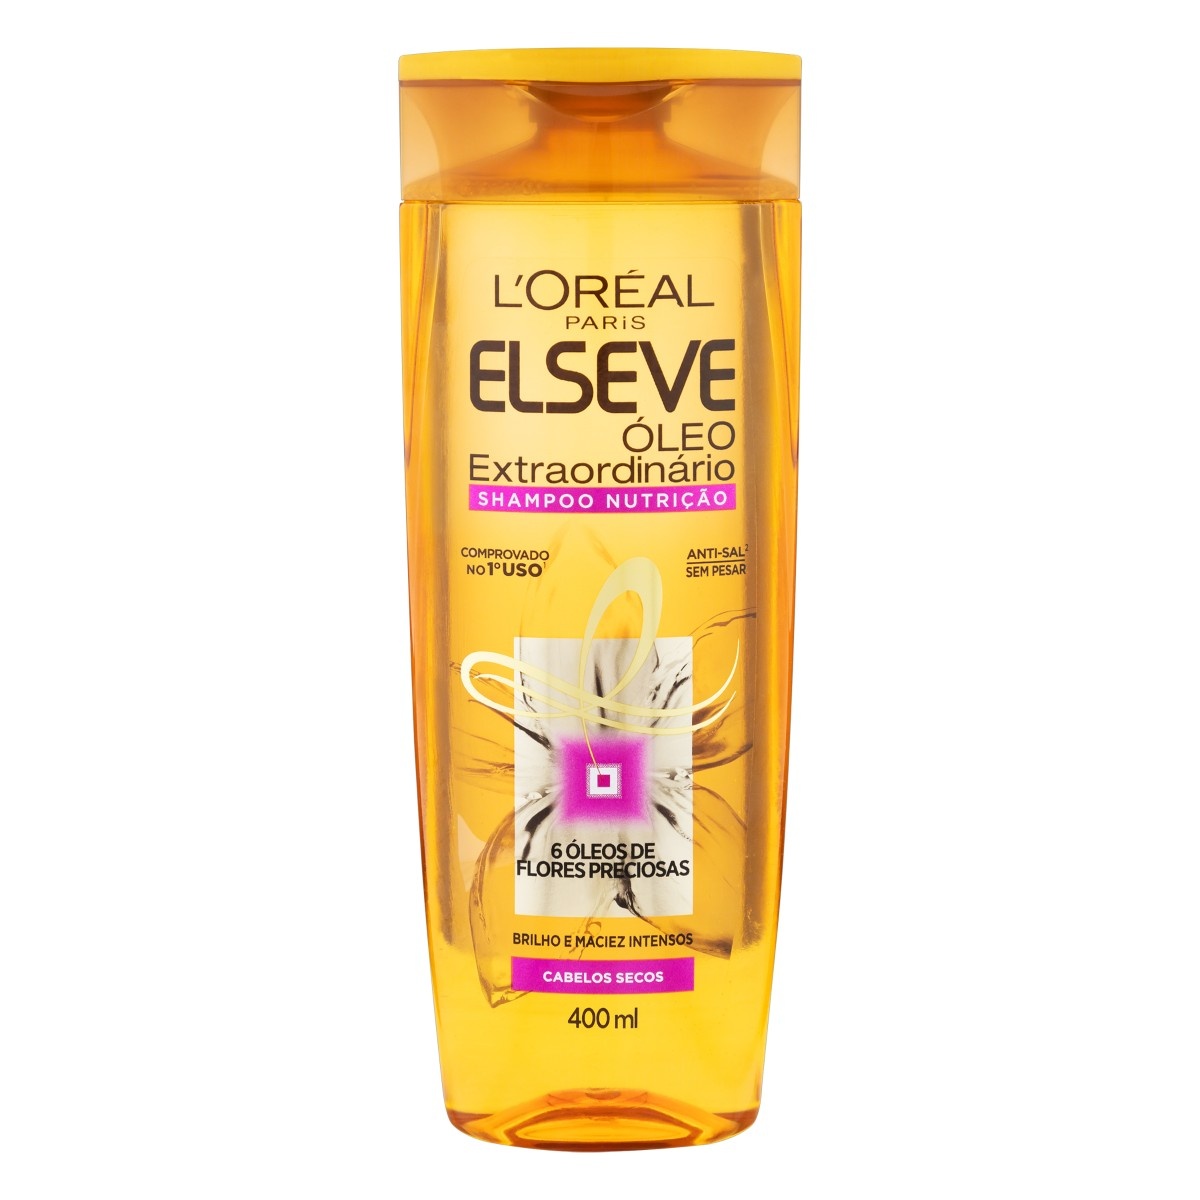 L'ORÉAL
PARiS
ELSEVE
ÓLEO
Extraordinário
SHAMPOO NUTRIÇÃO
COMPROVADO
NO 1º USO¹
ANTI-SAL²
SEM PESAR
6 ÓLEOS DE
FLORES PRECIOSAS
BRILHO E MACIEZ INTENSOS
CABELOS SECOS
400 ml